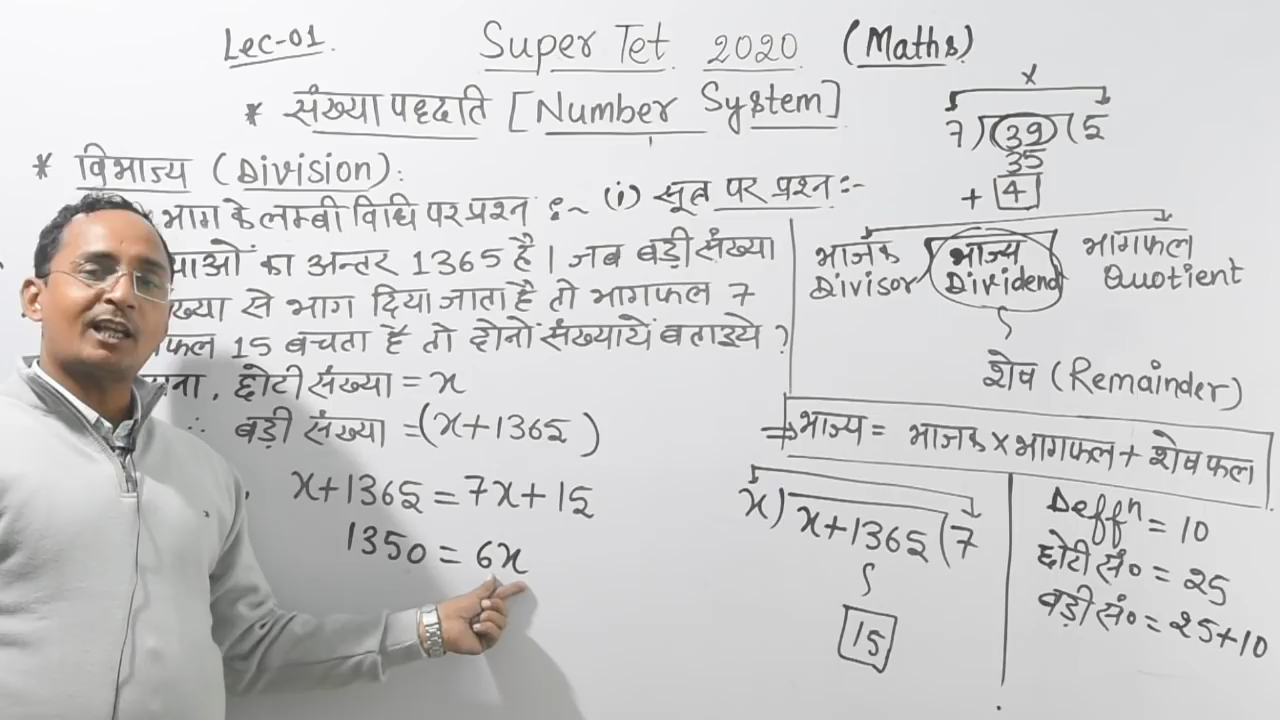 Lec-01.
Super Tet 2020 (Maths)
* संख्या पद्धति [Number System]
* विभाज्य (Division):
भाग के लम्बी विधि पर प्रश्न :~ (i) सूत्र पर प्रश्न:-
का अन्तर 1365 है। जब बड़ी संख्या
से भाग दिया जाता है तो भागफल 7
15 बचता है तो दोनों संख्यायें बताइये ?
छोटी संख्या = x
∴ बड़ी संख्या = (x+1365)
x+1365 = 7x+15
1350 = 6x
x
7) 39 (5
35
+ 4
भाजक भाज्य भागफल
Divisor Dividend Quotient
शेष (Remainder)
⇒ भाज्य = भाजक × भागफल + शेषफल
x) x+1365 (7
15
Deffⁿ = 10
छोटी सं० = 25
बड़ी सं० = 25+10